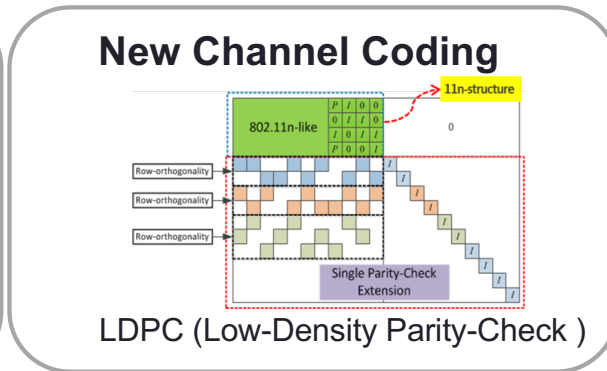 New Channel Coding
11n-structure
802.11n-like
P I 0 0
0 I I 0
I 0 I I
P 0 0 I
0
Row-orthogonality
Row-orthogonality
Row-orthogonality
I
I
I
I
I
I
I
I
I
I
Single Parity-Check
Extension
LDPC (Low-Density Parity-Check )